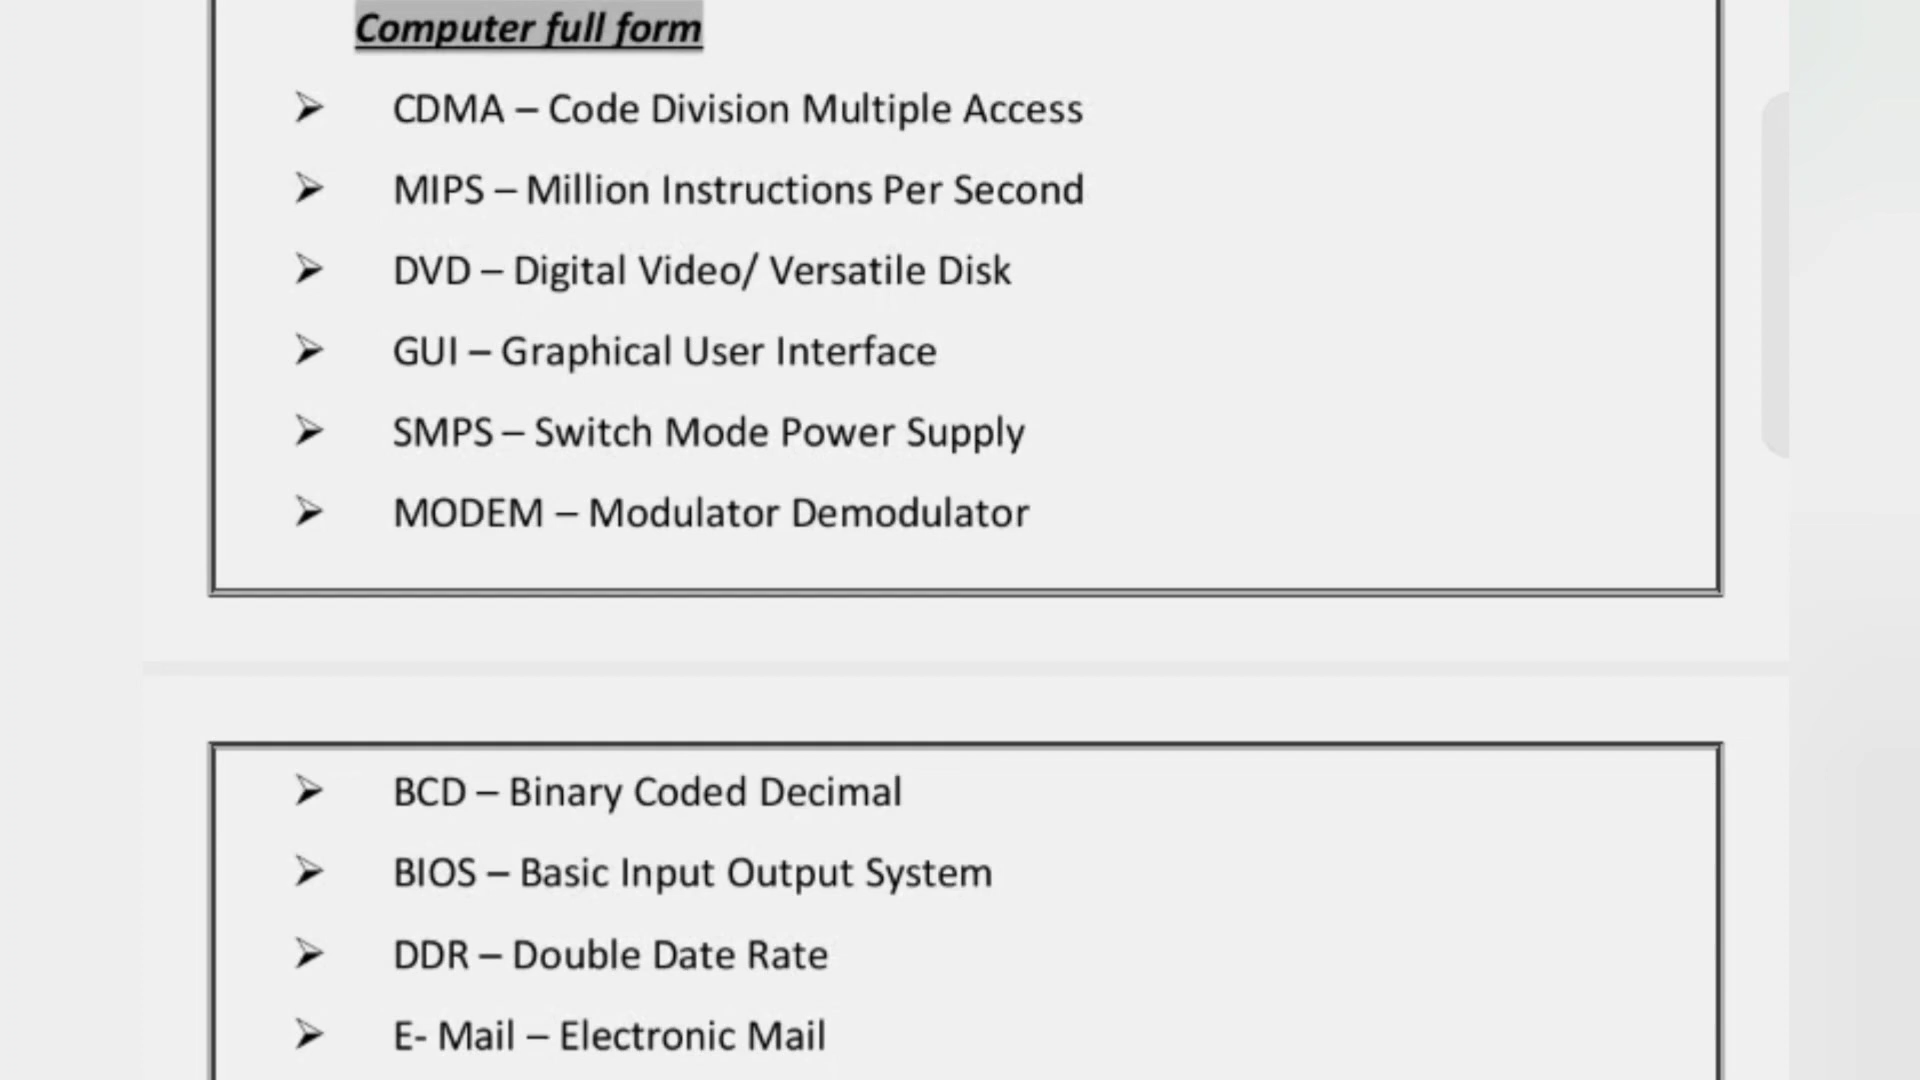 Computer full form
➢ CDMA – Code Division Multiple Access
➢ MIPS – Million Instructions Per Second
➢ DVD – Digital Video/ Versatile Disk
➢ GUI – Graphical User Interface
➢ SMPS – Switch Mode Power Supply
➢ MODEM – Modulator Demodulator
➢ BCD – Binary Coded Decimal
➢ BIOS – Basic Input Output System
➢ DDR – Double Date Rate
➢ E- Mail – Electronic Mail